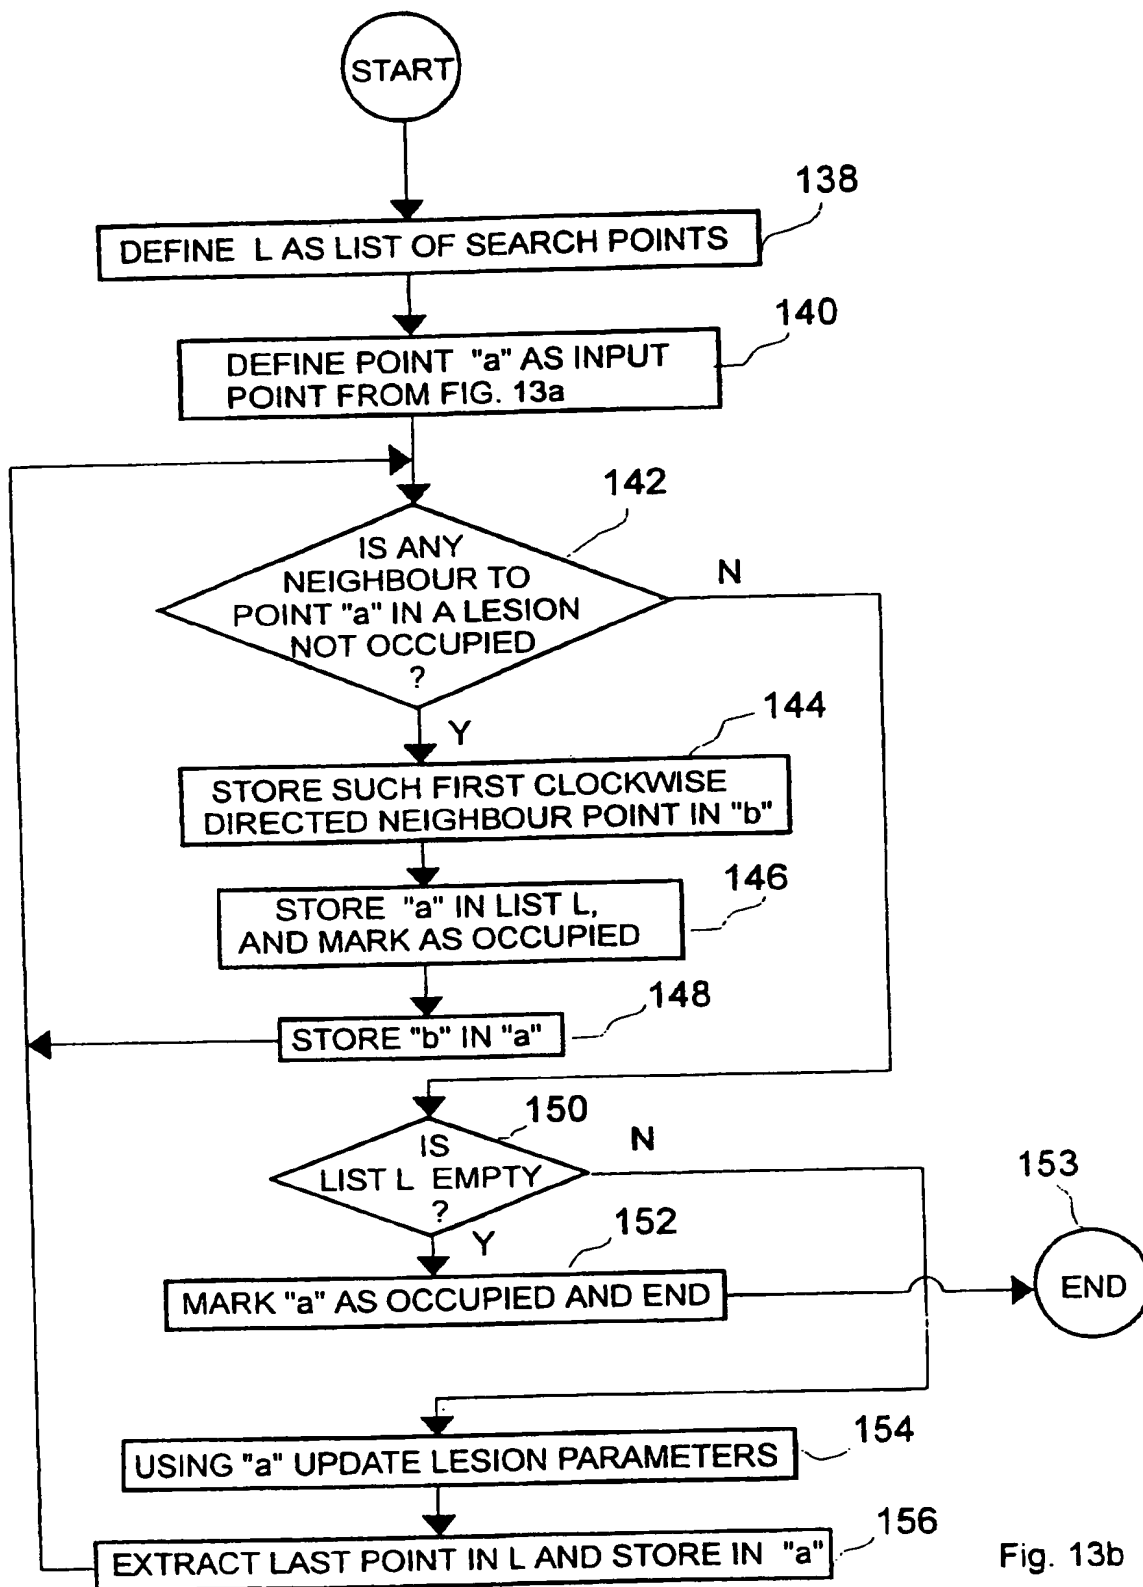 START
138
DEFINE L AS LIST OF SEARCH POINTS
140
DEFINE POINT "a" AS INPUT
POINT FROM FIG. 13a
142
IS ANY
NEIGHBOUR TO
POINT "a" IN A LESION
NOT OCCUPIED
?
N
Y
144
STORE SUCH FIRST CLOCKWISE
DIRECTED NEIGHBOUR POINT IN "b"
146
STORE "a" IN LIST L,
AND MARK AS OCCUPIED
148
STORE "b" IN "a"
150
IS
LIST L EMPTY
?
N
Y
152
MARK "a" AS OCCUPIED AND END
153
END
154
USING "a" UPDATE LESION PARAMETERS
156
EXTRACT LAST POINT IN L AND STORE IN "a"
Fig. 13b